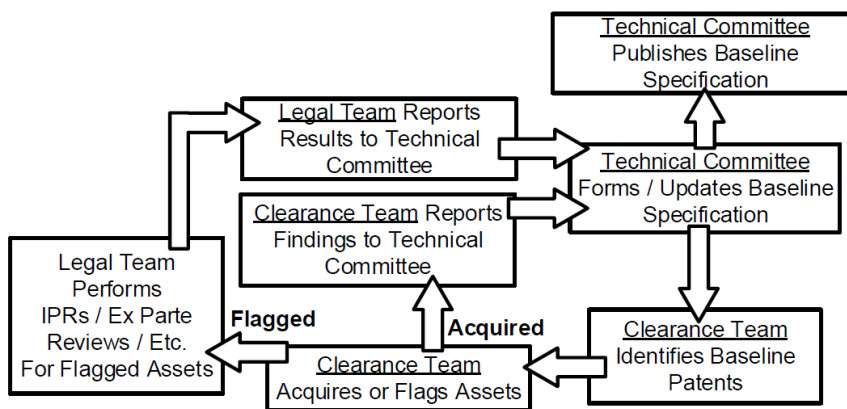 Technical Committee
Publishes Baseline
Specification
Legal Team Reports
Results to Technical
Committee
Technical Committee
Forms / Updates Baseline
Specification
Clearance Team Reports
Findings to Technical
Committee
Legal Team
Performs
IPRs / Ex Parte
Reviews / Etc.
For Flagged Assets
Flagged
Acquired
Clearance Team
Acquires or Flags Assets
Clearance Team
Identifies Baseline
Patents